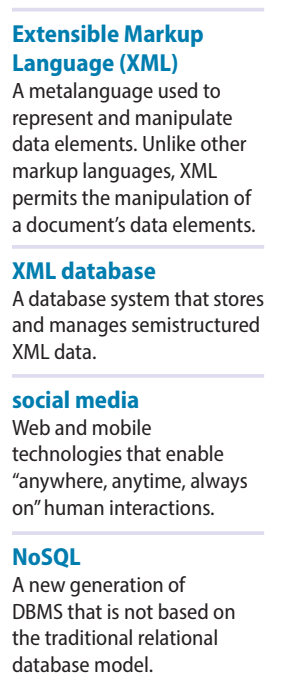 Extensible Markup
Language (XML)
A metalanguage used to
represent and manipulate
data elements. Unlike other
markup languages, XML
permits the manipulation of
a document’s data elements.
XML database
A database system that stores
and manages semistructured
XML data.
social media
Web and mobile
technologies that enable
“anywhere, anytime, always
on” human interactions.
NoSQL
A new generation of
DBMS that is not based on
the traditional relational
database model.